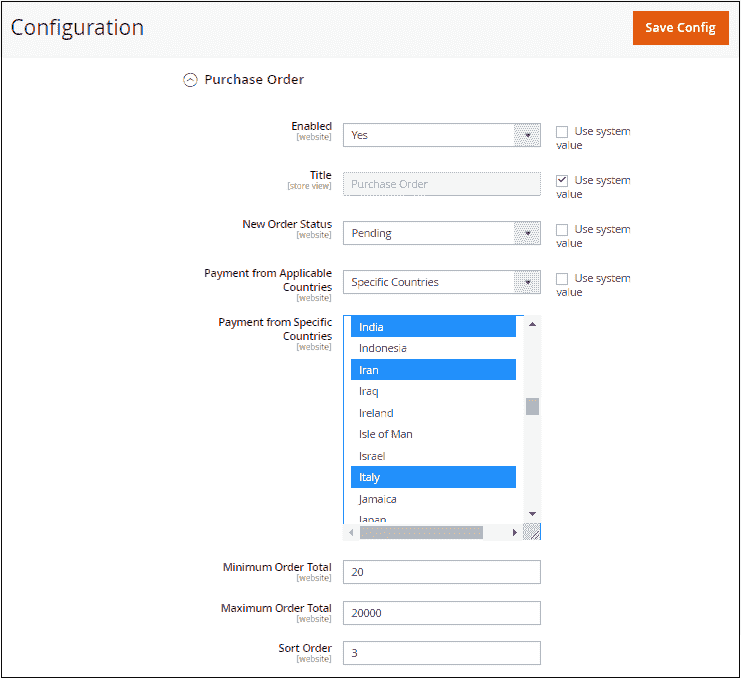 Configuration
Save Config
Purchase Order
Enabled
[website]
Yes
Use system
value
Title
[store view]
Purchase Order
Use system
value
New Order Status
[website]
Pending
Use system
value
Payment from Applicable
Countries
[website]
Specific Countries
Use system
value
Payment from Specific
Countries
[website]
India
Indonesia
Iran
Iraq
Ireland
Isle of Man
Israel
Italy
Jamaica
Japan
Minimum Order Total
[website]
20
Maximum Order Total
[website]
20000
Sort Order
[website]
3